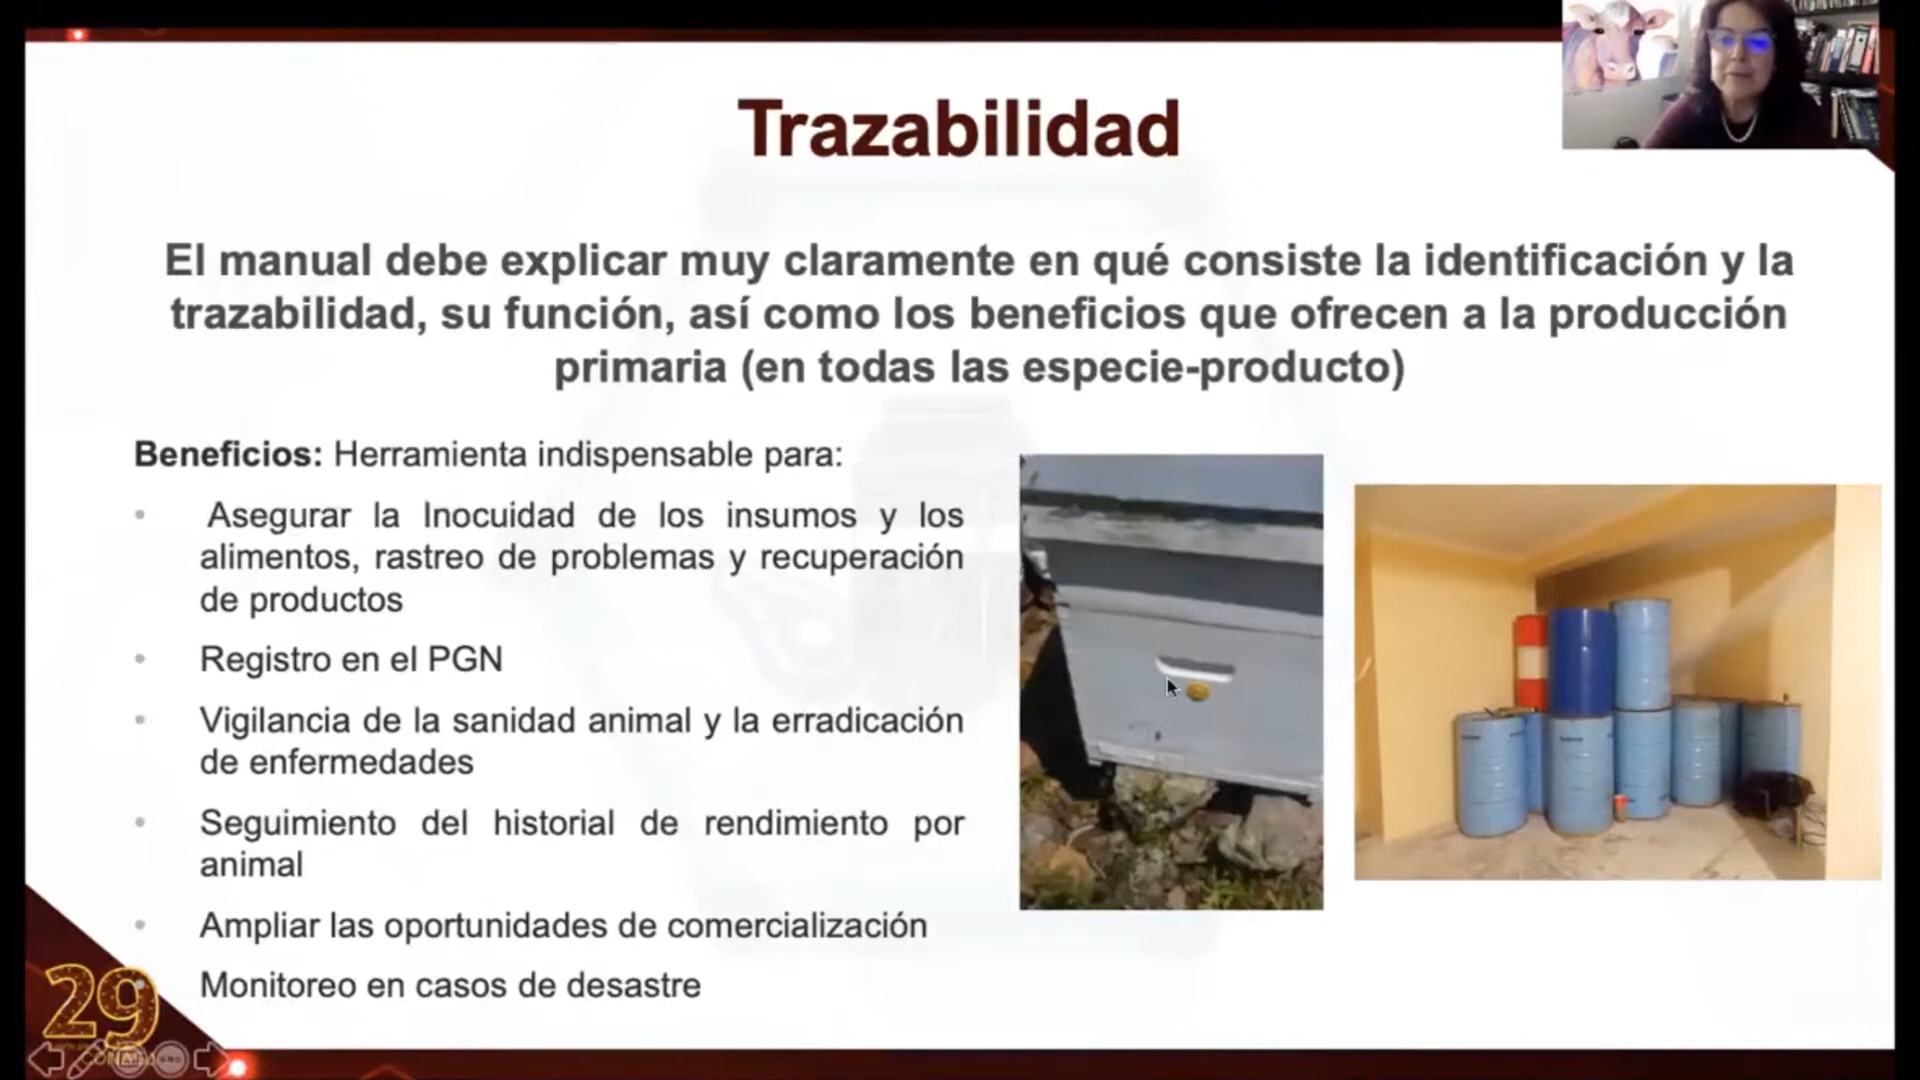 Trazabilidad
El manual debe explicar muy claramente en qué consiste la identificación y la
trazabilidad, su función, así como los beneficios que ofrecen a la producción
primaria (en todas las especie-producto)
Beneficios: Herramienta indispensable para:
• Asegurar la Inocuidad de los insumos y los
alimentos, rastreo de problemas y recuperación
de productos
• Registro en el PGN
• Vigilancia de la sanidad animal y la erradicación
de enfermedades
• Seguimiento del historial de rendimiento por
animal
• Ampliar las oportunidades de comercialización
• Monitoreo en casos de desastre
29